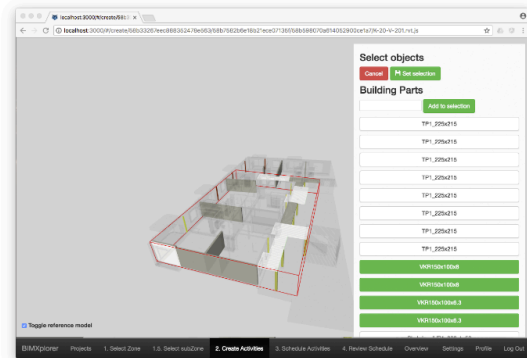 localhost:3000/#/create/58b
Select objects
Cancel
Set selection
Building Parts
Add to selection
TP1_225x215
TP1_225x215
TP1_225x215
TP1_225x215
TP1_225x215
TP1_225x215
TP1_225x215
TP1_225x215
VKR150x100x8
VKR150x100x8
VKR150x100x6.3
VKR150x100x6.3
Toggle reference model
BIMXplorer
Projects
1. Select Zone
1.5. Select subZone
2. Create Activities
3. Schedule Activities
4. Review Schedule
Overview
Settings
Profile
Log Out